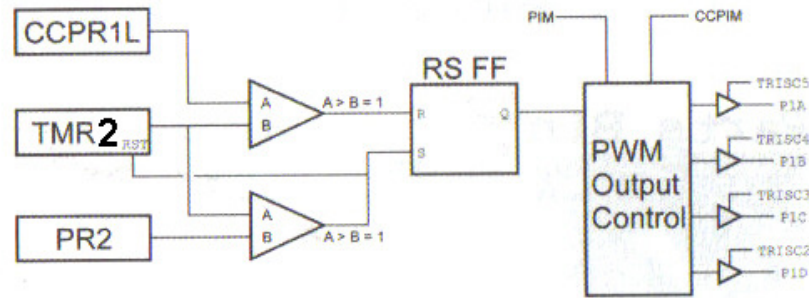 PIM
CCPIM
CCPR1L
RS FF
TRISC5
A
B
A > B = 1
R
Q
P1A
TMR2
RST
S
TRISC4
P1B
PWM
Output
Control
TRISC3
P1C
A
B
A > B = 1
PR2
TRISC2
P1D